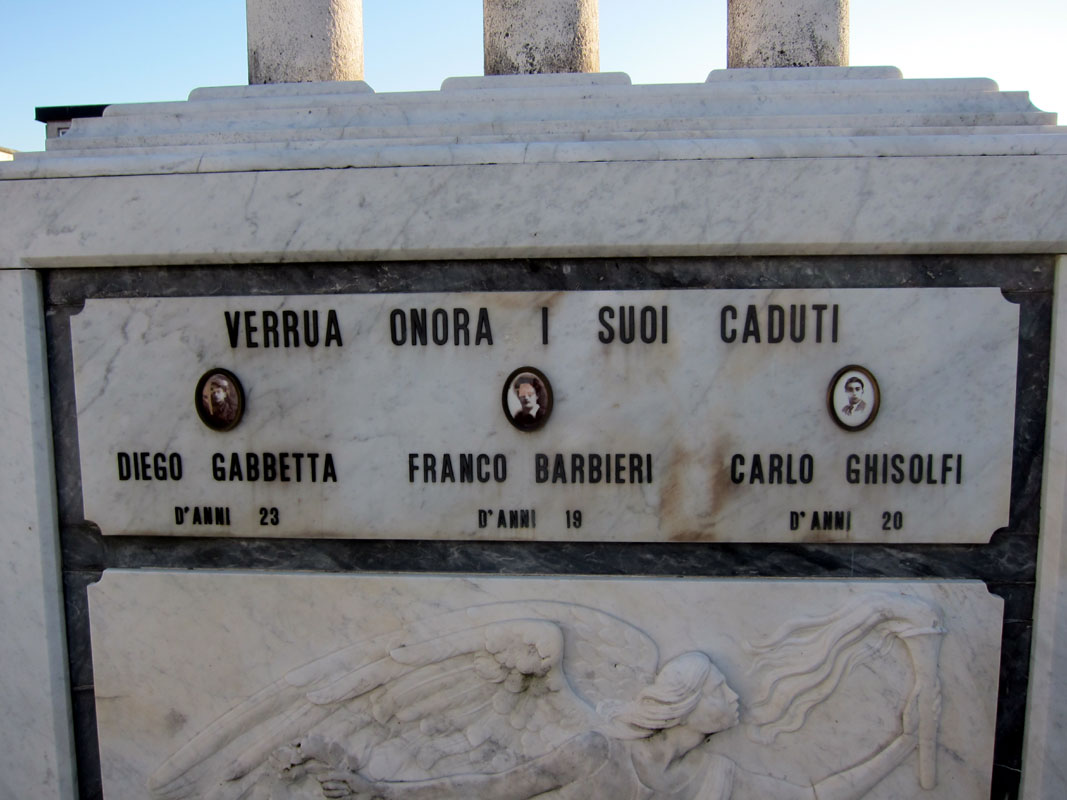 VERRUA ONORA I SUOI CADUTI
DIEGO GABBETTA FRANCO BARBIERI CARLO GHISOLFI
D'ANNI 23 D'ANNI 19 D'ANNI 20